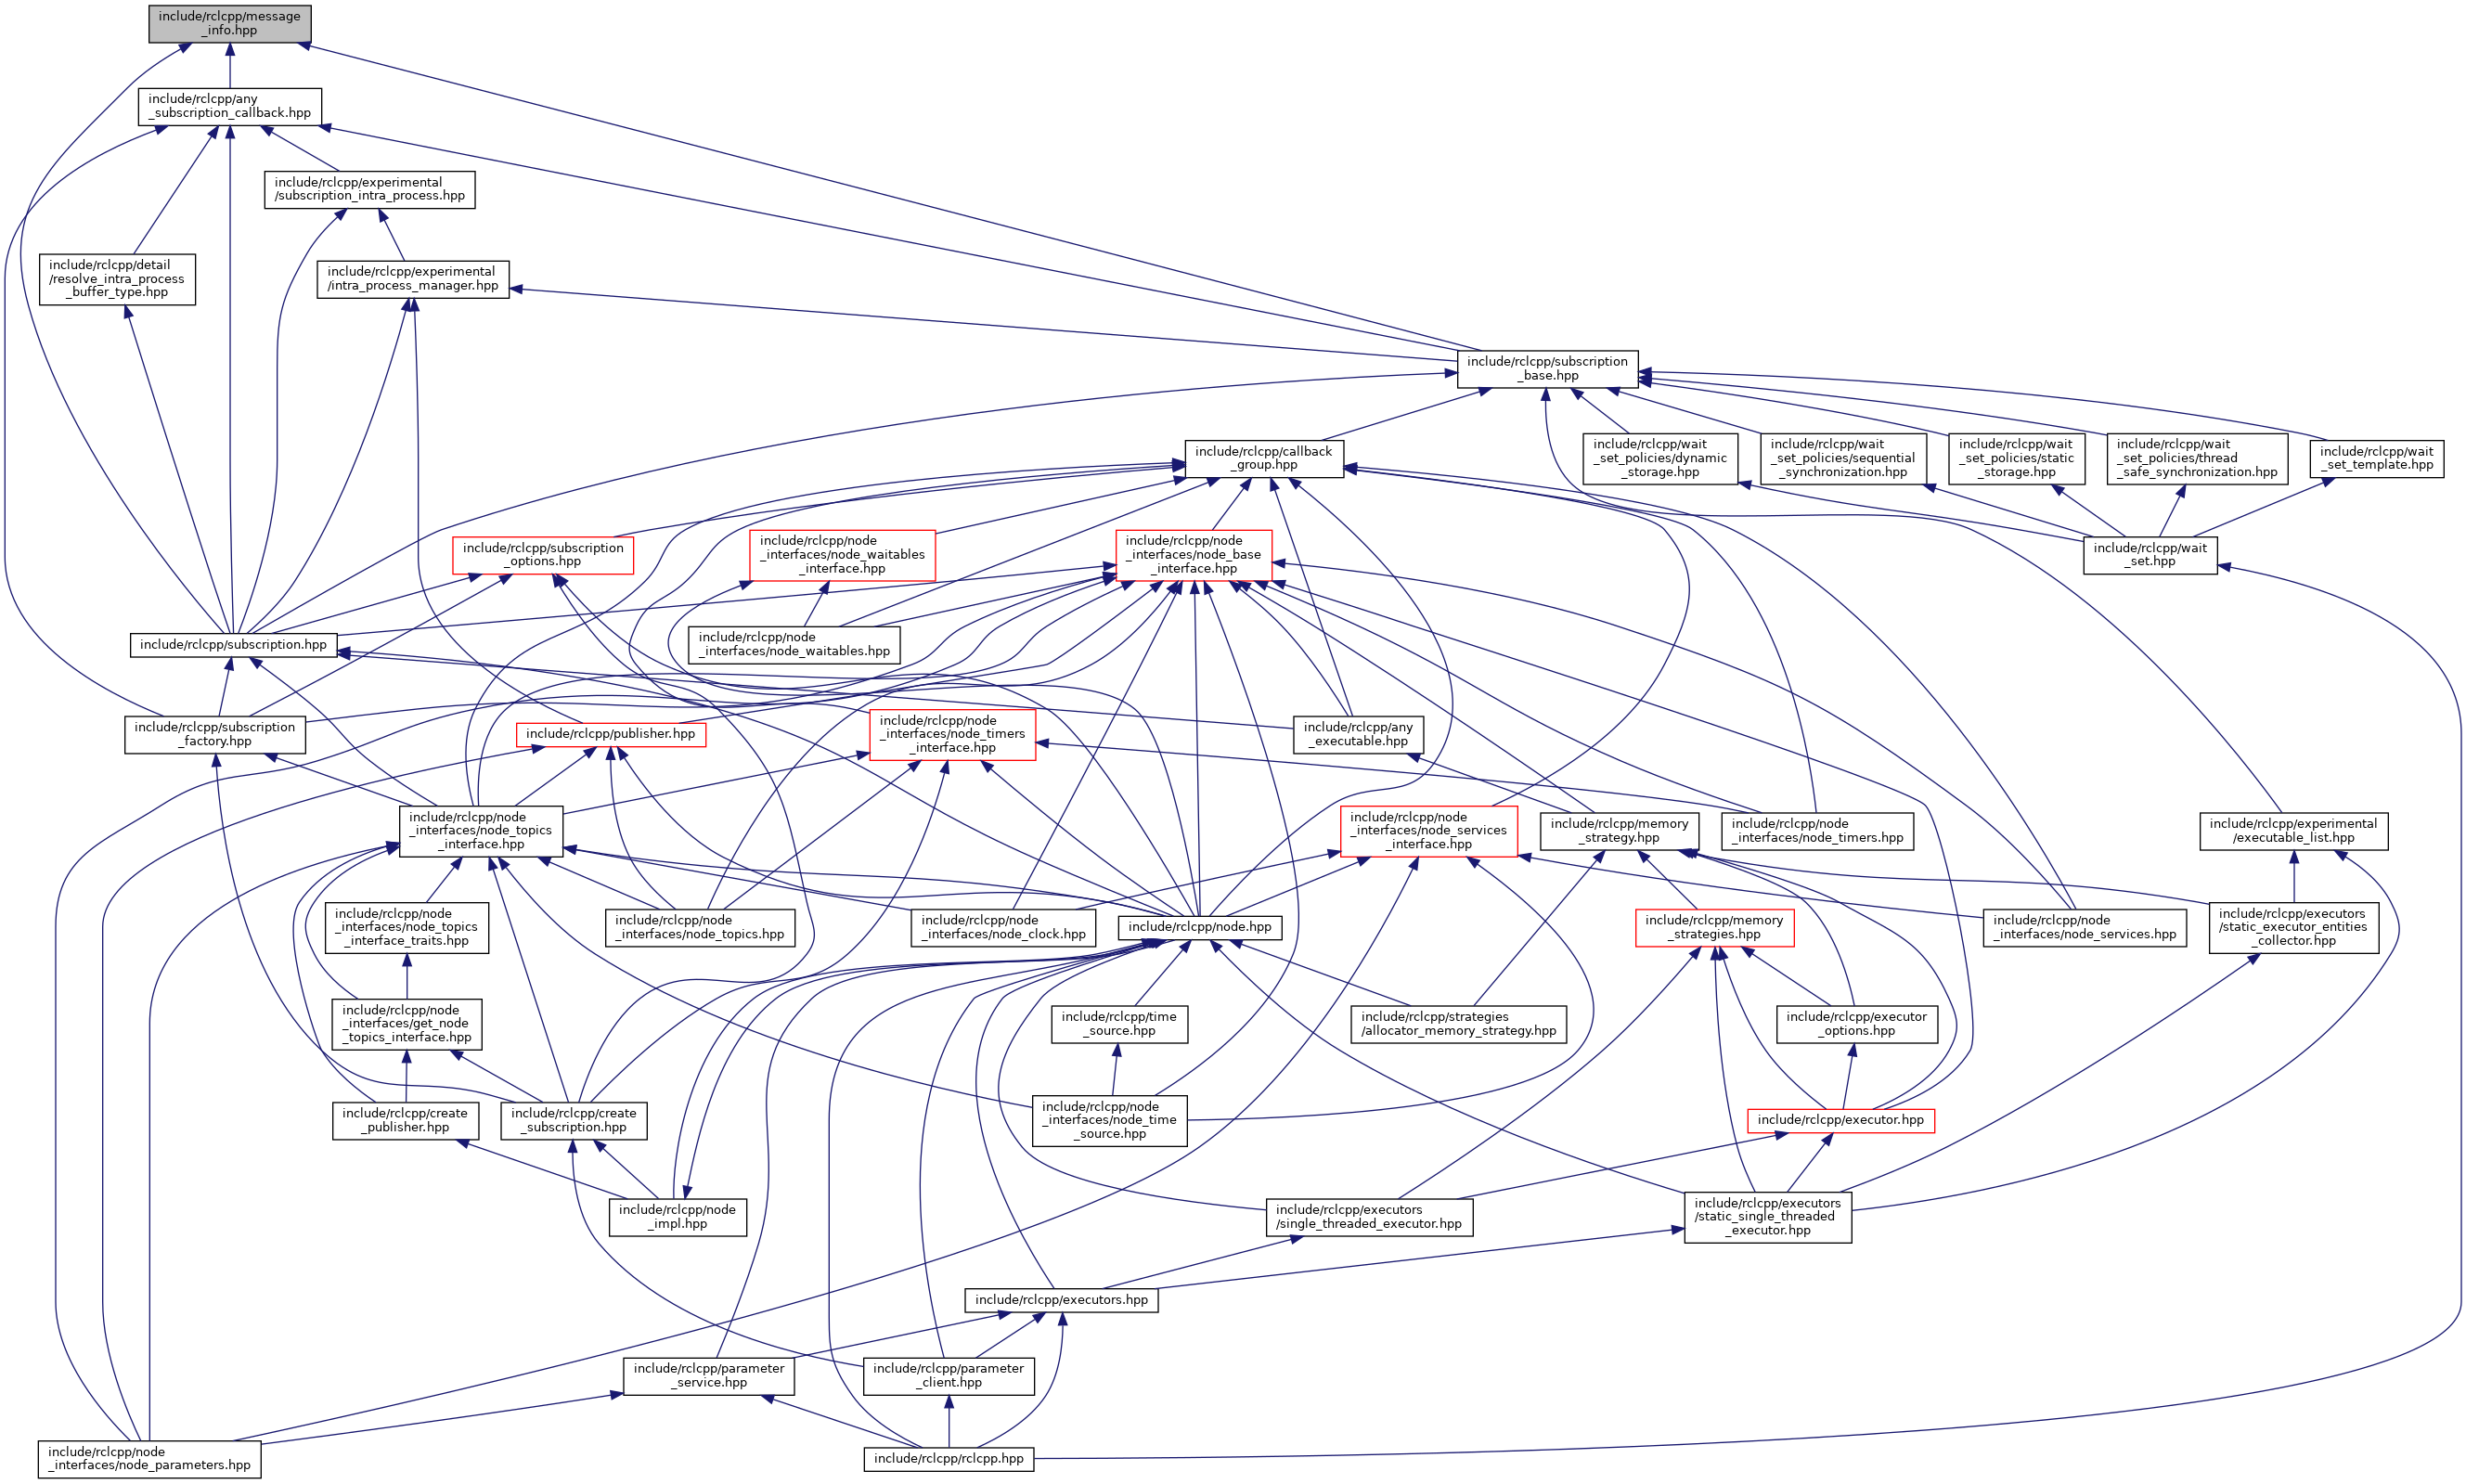 include/rclcpp/message
_info.hpp
include/rclcpp/any
_subscription_callback.hpp
include/rclcpp/experimental
/subscription_intra_process.hpp
include/rclcpp/detail
/resolve_intra_process
_buffer_type.hpp
include/rclcpp/experimental
/intra_process_manager.hpp
include/rclcpp/subscription
_base.hpp
include/rclcpp/callback
_group.hpp
include/rclcpp/wait
_set_policies/dynamic
_storage.hpp
include/rclcpp/wait
_set_policies/sequential
_synchronization.hpp
include/rclcpp/wait
_set_policies/static
_storage.hpp
include/rclcpp/wait
_set_policies/thread
_safe_synchronization.hpp
include/rclcpp/wait
_set_template.hpp
include/rclcpp/subscription
_options.hpp
include/rclcpp/node
_interfaces/node_waitables
_interface.hpp
include/rclcpp/node
_interfaces/node_base
_interface.hpp
include/rclcpp/wait
_set.hpp
include/rclcpp/subscription.hpp
include/rclcpp/node
_interfaces/node_waitables.hpp
include/rclcpp/subscription
_factory.hpp
include/rclcpp/publisher.hpp
include/rclcpp/node
_interfaces/node_timers
_interface.hpp
include/rclcpp/any
_executable.hpp
include/rclcpp/node
_interfaces/node_topics
_interface.hpp
include/rclcpp/node
_interfaces/node_services
_interface.hpp
include/rclcpp/memory
_strategy.hpp
include/rclcpp/node
_interfaces/node_timers.hpp
include/rclcpp/experimental
/executable_list.hpp
include/rclcpp/node
_interfaces/node_topics
_interface_traits.hpp
include/rclcpp/node
_interfaces/node_topics.hpp
include/rclcpp/node
_interfaces/node_clock.hpp
include/rclcpp/node.hpp
include/rclcpp/memory
_strategies.hpp
include/rclcpp/node
_interfaces/node_services.hpp
include/rclcpp/executors
/static_executor_entities
_collector.hpp
include/rclcpp/node
_interfaces/get_node
_topics_interface.hpp
include/rclcpp/time
_source.hpp
include/rclcpp/strategies
/allocator_memory_strategy.hpp
include/rclcpp/executor
_options.hpp
include/rclcpp/create
_publisher.hpp
include/rclcpp/create
_subscription.hpp
include/rclcpp/node
_interfaces/node_time
_source.hpp
include/rclcpp/executor.hpp
include/rclcpp/node
_impl.hpp
include/rclcpp/executors
/single_threaded_executor.hpp
include/rclcpp/executors
/static_single_threaded
_executor.hpp
include/rclcpp/executors.hpp
include/rclcpp/parameter
_service.hpp
include/rclcpp/parameter
_client.hpp
include/rclcpp/node
_interfaces/node_parameters.hpp
include/rclcpp/rclcpp.hpp